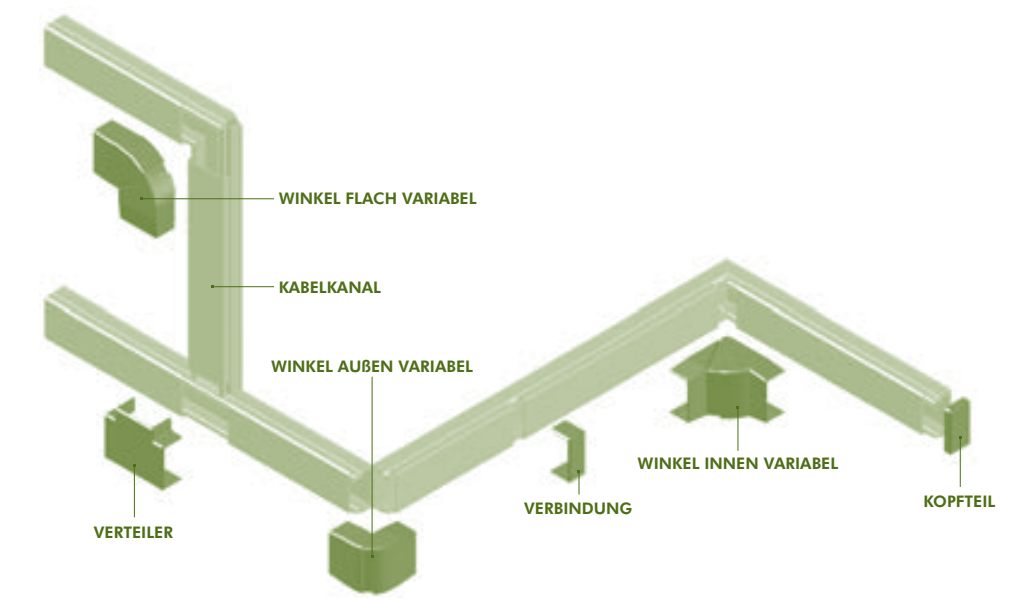 WINKEL FLACH VARIABEL
KABELKANAL
WINKEL AUßEN VARIABEL
WINKEL INNEN VARIABEL
KOPFTEIL
VERBINDUNG
VERTEILER